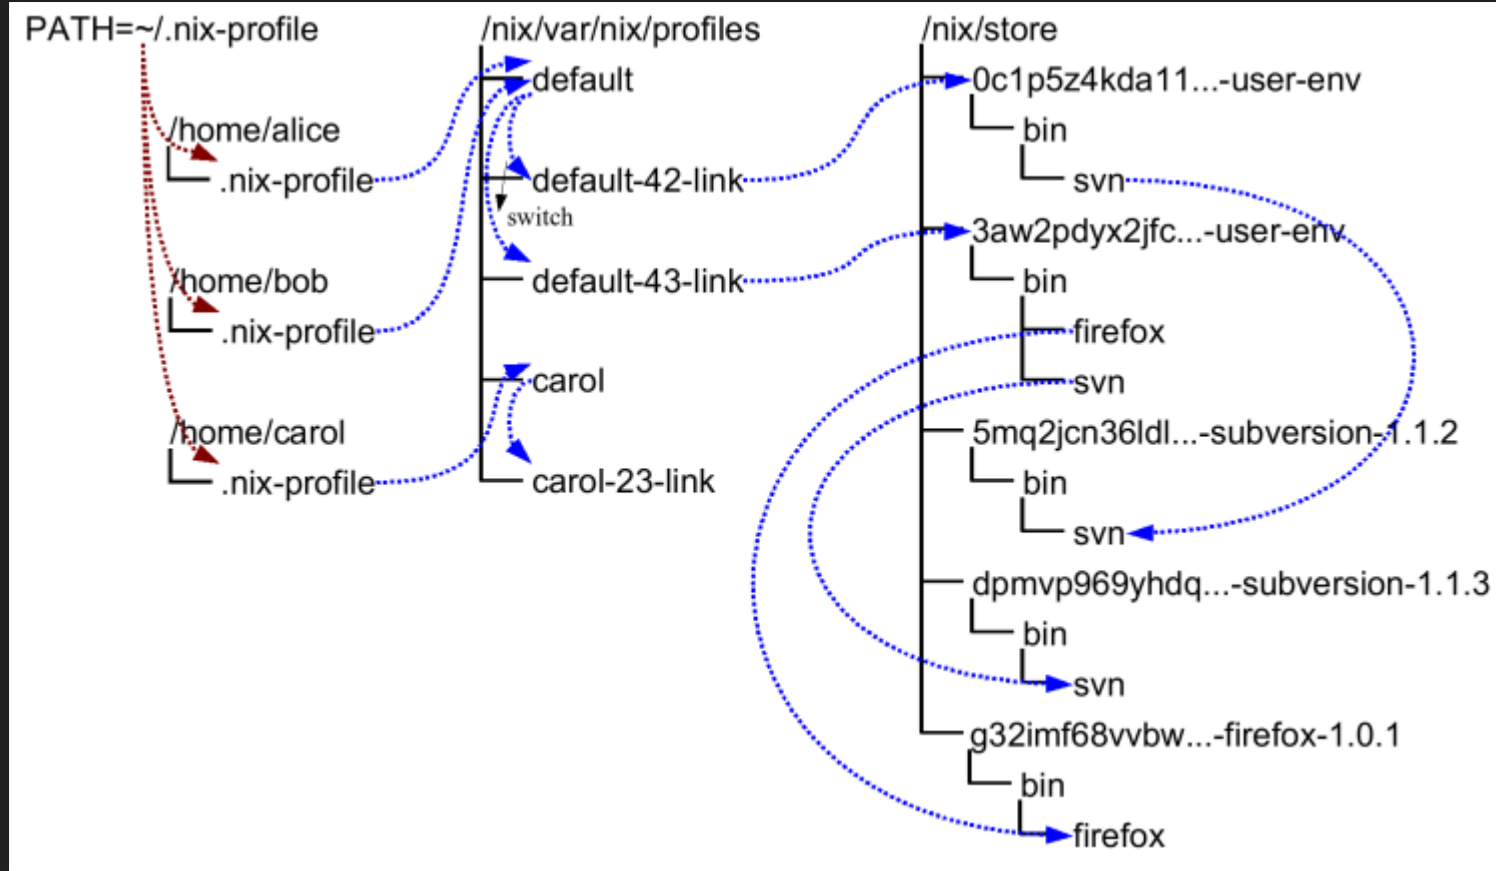 PATH=~/.nix-profile
/home/alice
.nix-profile
/home/bob
.nix-profile
/home/carol
.nix-profile
/nix/var/nix/profiles
default
default-42-link
switch
default-43-link
carol
carol-23-link
/nix/store
0c1p5z4kda11...-user-env
bin
svn
3aw2pdyx2jfc...-user-env
bin
firefox
svn
5mq2jcn36ldl...-subversion-1.1.2
bin
svn
dpmvp969yhdq...-subversion-1.1.3
bin
svn
g32imf68vvbw...-firefox-1.0.1
bin
firefox